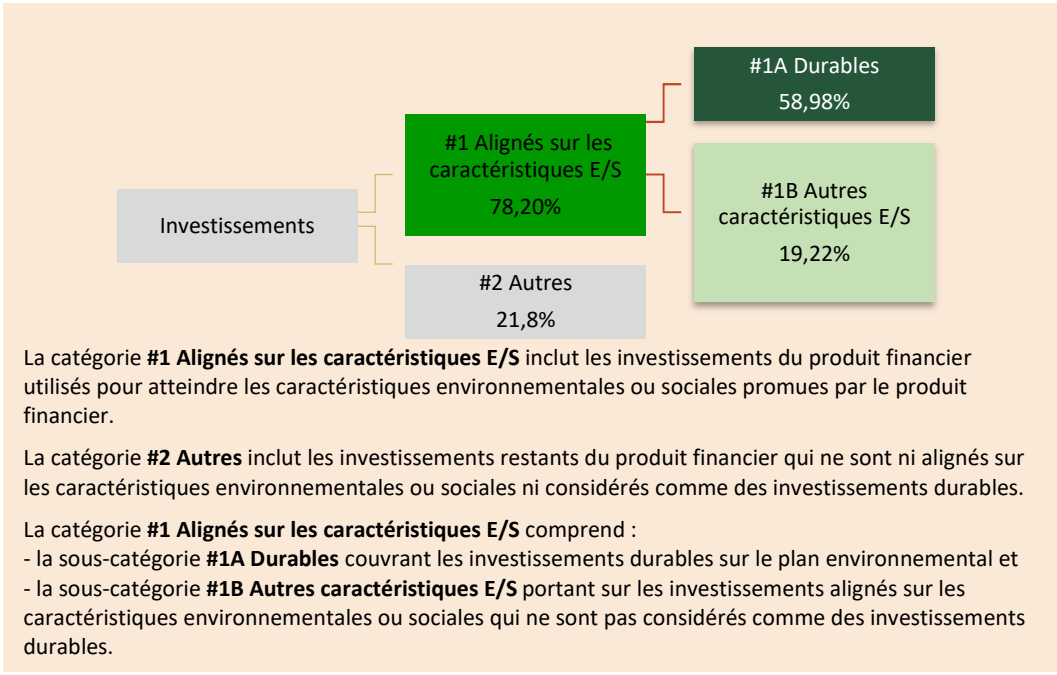 #1A Durables
58,98%
#1 Alignés sur les
caractéristiques E/S
78,20%
#1B Autres
caractéristiques E/S
19,22%
Investissements
#2 Autres
21,8%
La catégorie #1 Alignés sur les caractéristiques E/S inclut les investissements du produit financier
utilisés pour atteindre les caractéristiques environnementales ou sociales promues par le produit
financier.
La catégorie #2 Autres inclut les investissements restants du produit financier qui ne sont ni alignés sur
les caractéristiques environnementales ou sociales ni considérés comme des investissements durables.
La catégorie #1 Alignés sur les caractéristiques E/S comprend :
- la sous-catégorie #1A Durables couvrant les investissements durables sur le plan environnemental et
- la sous-catégorie #1B Autres caractéristiques E/S portant sur les investissements alignés sur les
caractéristiques environnementales ou sociales qui ne sont pas considérés comme des investissements
durables.